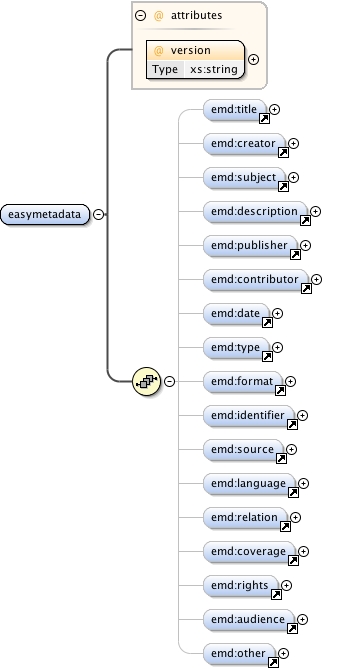 @ attributes
@ version
Type xs:string
emd:title
emd:creator
emd:subject
easymetadata
emd:description
emd:publisher
emd:contributor
emd:date
emd:type
emd:format
emd:identifier
emd:source
emd:language
emd:relation
emd:coverage
emd:rights
emd:audience
emd:other